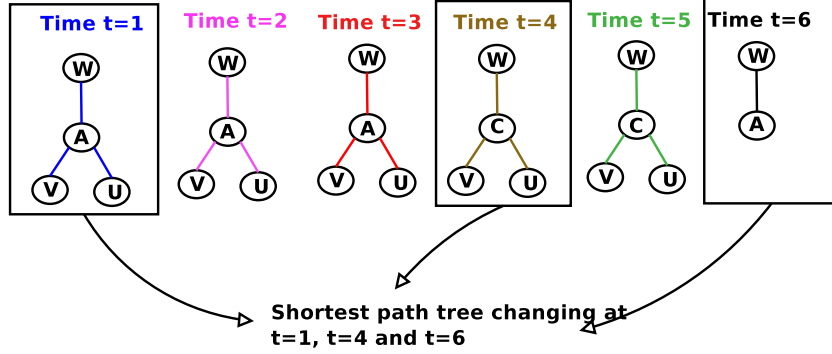 Time t=1
Time t=2
Time t=3
Time t=4
Time t=5
Time t=6
W
W
W
W
W
W
A
A
A
C
C
A
V
U
V
U
V
U
V
U
V
U
Shortest path tree changing at
t=1, t=4 and t=6